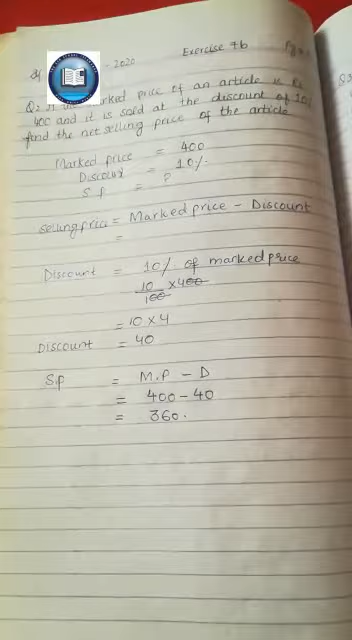 -2020
Exercise 7b
Q2 If the marked price of an article is Rs
400 and it is sold at the discount of 10%
find the net selling price of the article
Marked price = 400
Discount = 10%
S p = ?
Selling price = Marked price - Discount
=
Discount = 10% of marked price
10/100 × 400
= 10 × 4
Discount = 40
S.p = M.P - D
= 400 - 40
= 360.